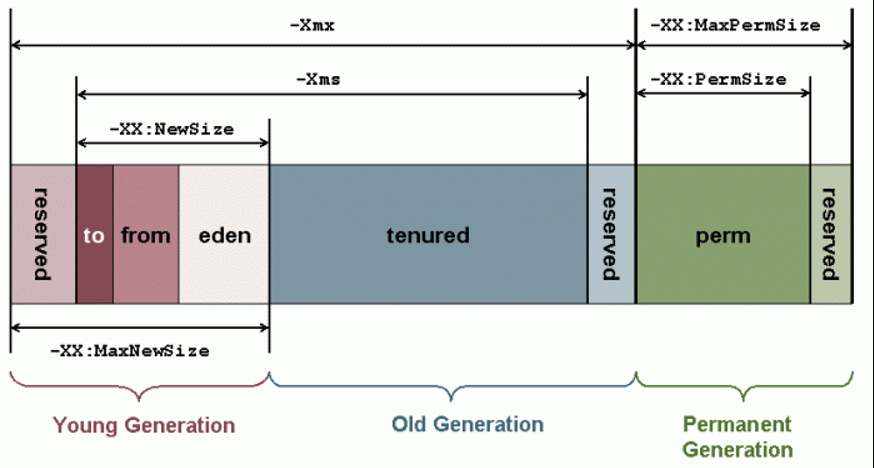 -Xmx
-XX:MaxPermSize
-Xms
-XX:PermSize
-XX:NewSize
reserved
to
from
eden
tenured
reserved
perm
reserved
-XX:MaxNewSize
Young Generation
Old Generation
Permanent
Generation